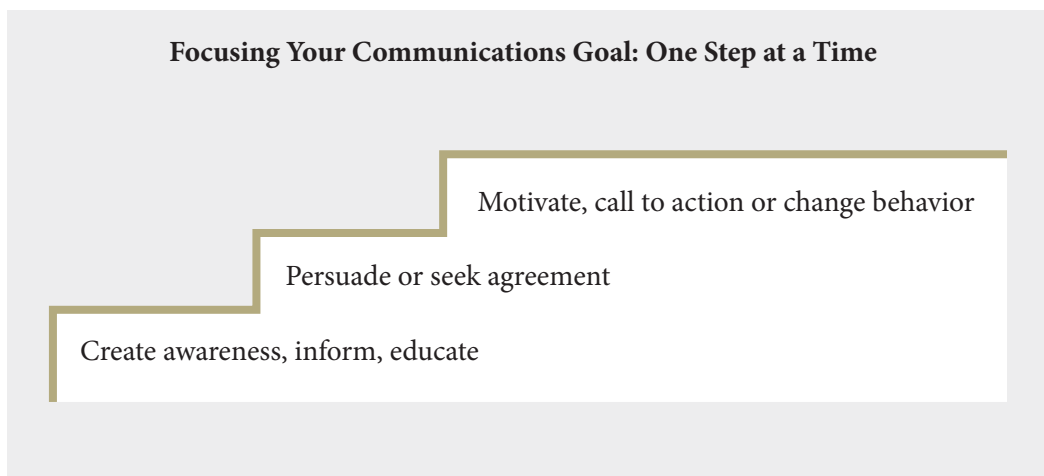 Focusing Your Communications Goal: One Step at a Time
Motivate, call to action or change behavior
Persuade or seek agreement
Create awareness, inform, educate